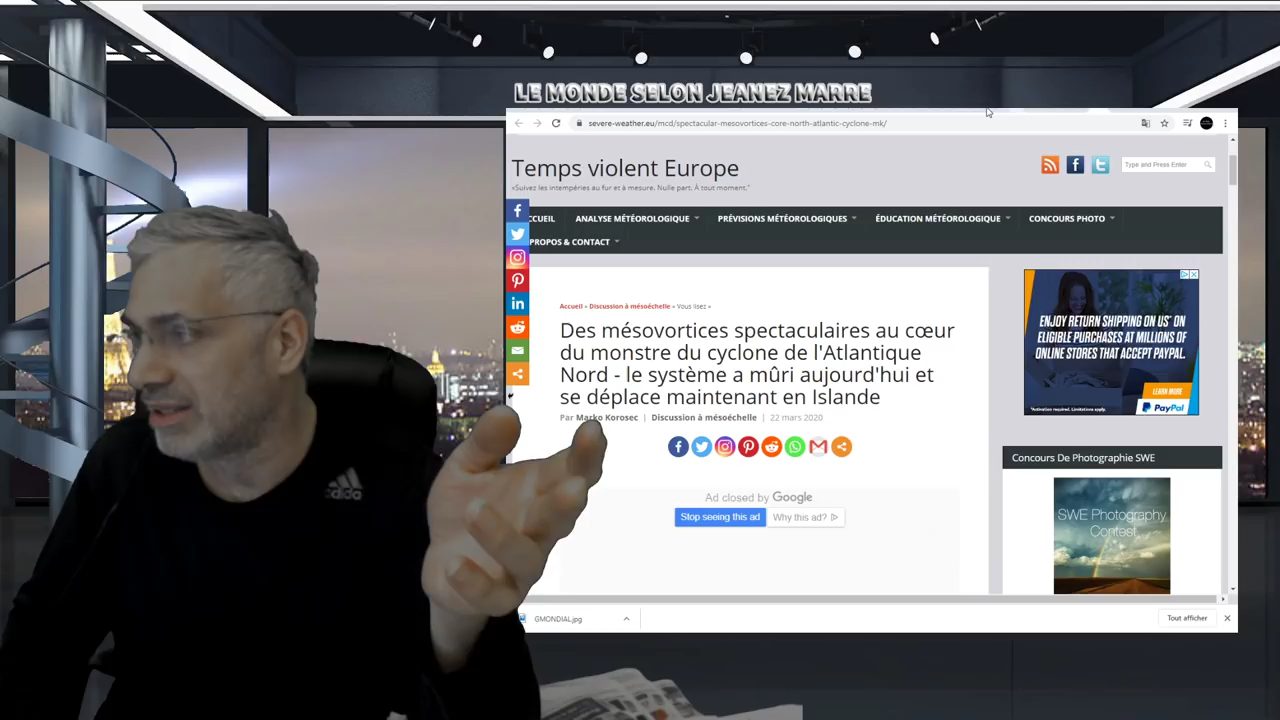 LE MONDE SELON JEANEZ MARRE
severe-weather.eu/mcd/spectacular-mesovortices-core-north-atlantic-cyclone-mk/
Temps violent Europe
«Suivez les intempéries au fur et à mesure. Nulle part. À tout moment."
Type and Press Enter
CUEIL ANALYSE MÉTÉOROLOGIQUE PRÉVISIONS MÉTÉOROLOGIQUES ÉDUCATION MÉTÉOROLOGIQUE CONCOURS PHOTO
PROPOS & CONTACT
Accueil » Discussion à mésoéchelle » Vous lisez »
Des mésovortices spectaculaires au cœur
du monstre du cyclone de l'Atlantique
Nord - le système a mûri aujourd'hui et
se déplace maintenant en Islande
Par Marko Korosec | Discussion à mésoéchelle | 22 mars 2020
Ad closed by Google
Stop seeing this ad Why this ad?
ENJOY RETURN SHIPPING ON US* ON
ELIGIBLE PURCHASES AT MILLIONS OF
ONLINE STORES THAT ACCEPT PAYPAL.
LEARN MORE
*Activation required. Limitations apply.
PayPal
Concours De Photographie SWE
SWE Photography
Contest
adidas
GMONDIAL.jpg
Tout afficher